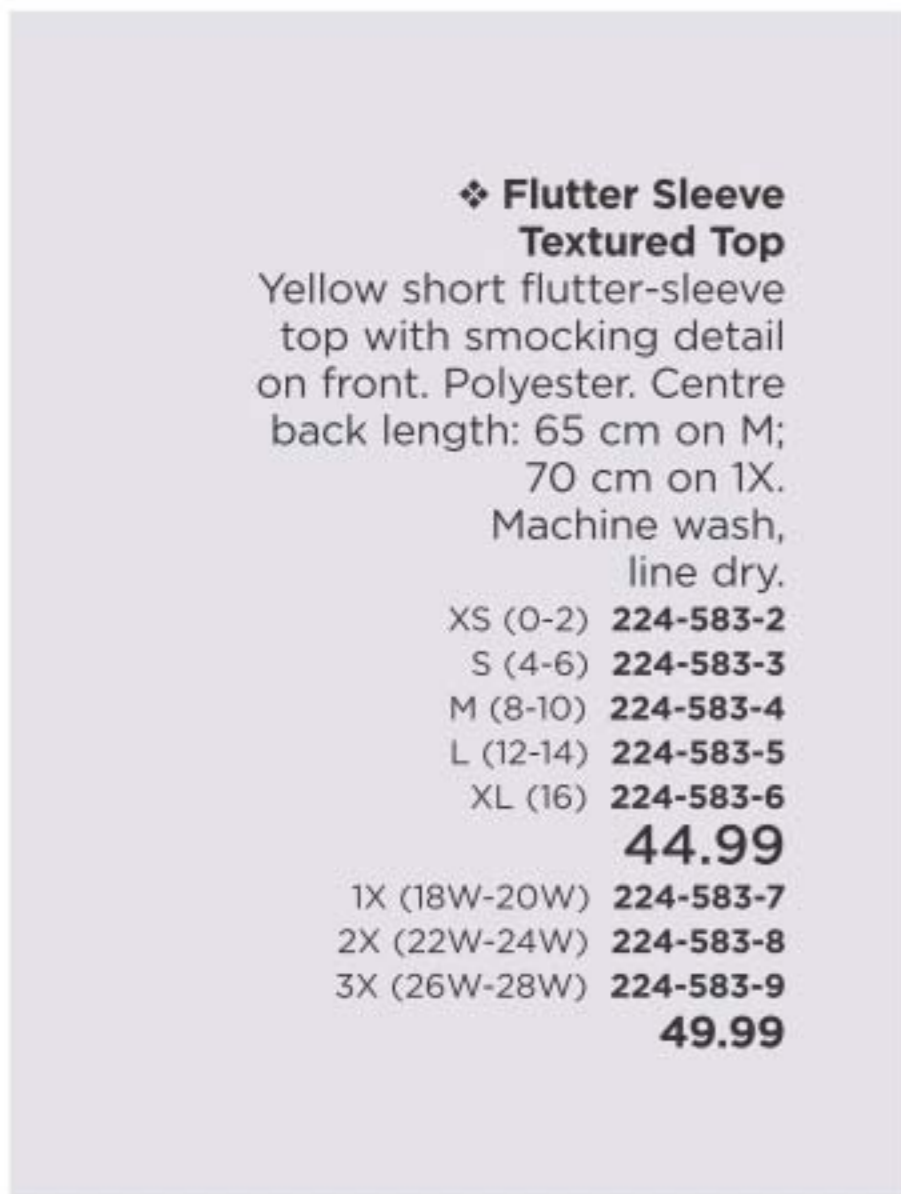 ❖ Flutter Sleeve
Textured Top
Yellow short flutter-sleeve
top with smocking detail
on front. Polyester. Centre
back length: 65 cm on M;
70 cm on 1X.
Machine wash,
line dry.
XS (0-2) 224-583-2
S (4-6) 224-583-3
M (8-10) 224-583-4
L (12-14) 224-583-5
XL (16) 224-583-6
44.99
1X (18W-20W) 224-583-7
2X (22W-24W) 224-583-8
3X (26W-28W) 224-583-9
49.99